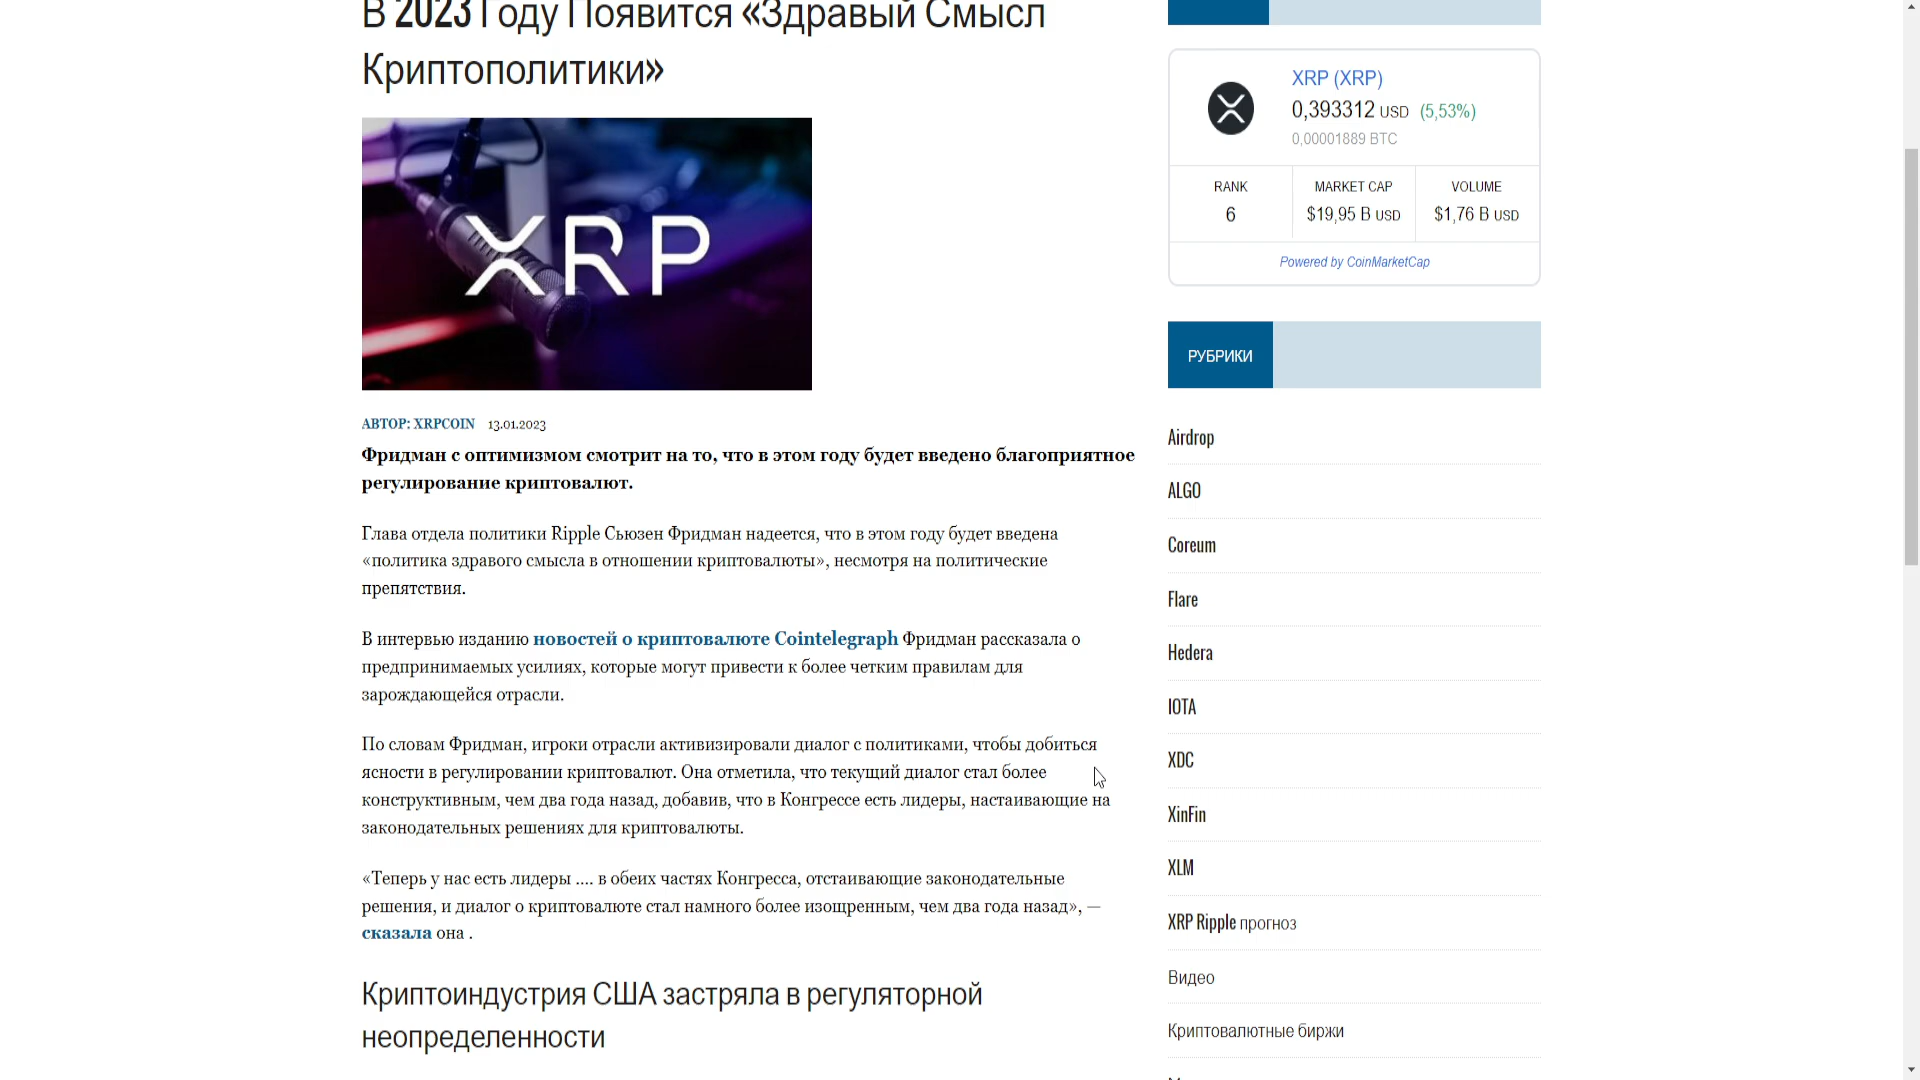 В 2023 Году Появится «Здравый Смысл
Криптополитики»
XRP
АВТОР: XRPCOIN 13.01.2023
Фридман с оптимизмом смотрит на то, что в этом году будет введено благоприятное
регулирование криптовалют.
Глава отдела политики Ripple Сьюзен Фридман надеется, что в этом году будет введена
«политика здравого смысла в отношении криптовалюты», несмотря на политические
препятствия.
В интервью изданию новостей о криптовалюте Cointelegraph Фридман рассказала о
предпринимаемых усилиях, которые могут привести к более четким правилам для
зарождающейся отрасли.
По словам Фридман, игроки отрасли активизировали диалог с политиками, чтобы добиться
ясности в регулировании криптовалют. Она отметила, что текущий диалог стал более
конструктивным, чем два года назад, добавив, что в Конгрессе есть лидеры, настаивающие на
законодательных решениях для криптовалюты.
«Теперь у нас есть лидеры .... в обеих частях Конгресса, отстаивающие законодательные
решения, и диалог о криптовалюте стал намного более изощренным, чем два года назад», —
сказала она .
Криптоиндустрия США застряла в регуляторной
неопределенности
XRP (XRP)
0,393312 USD (5,53%)
0,00001889 BTC
RANK
6
MARKET CAP
$19,95 B USD
VOLUME
$1,76 B USD
Powered by CoinMarketCap
РУБРИКИ
Airdrop
ALGO
Coreum
Flare
Hedera
IOTA
XDC
XinFin
XLM
XRP Ripple прогноз
Видео
Криптовалютные биржи